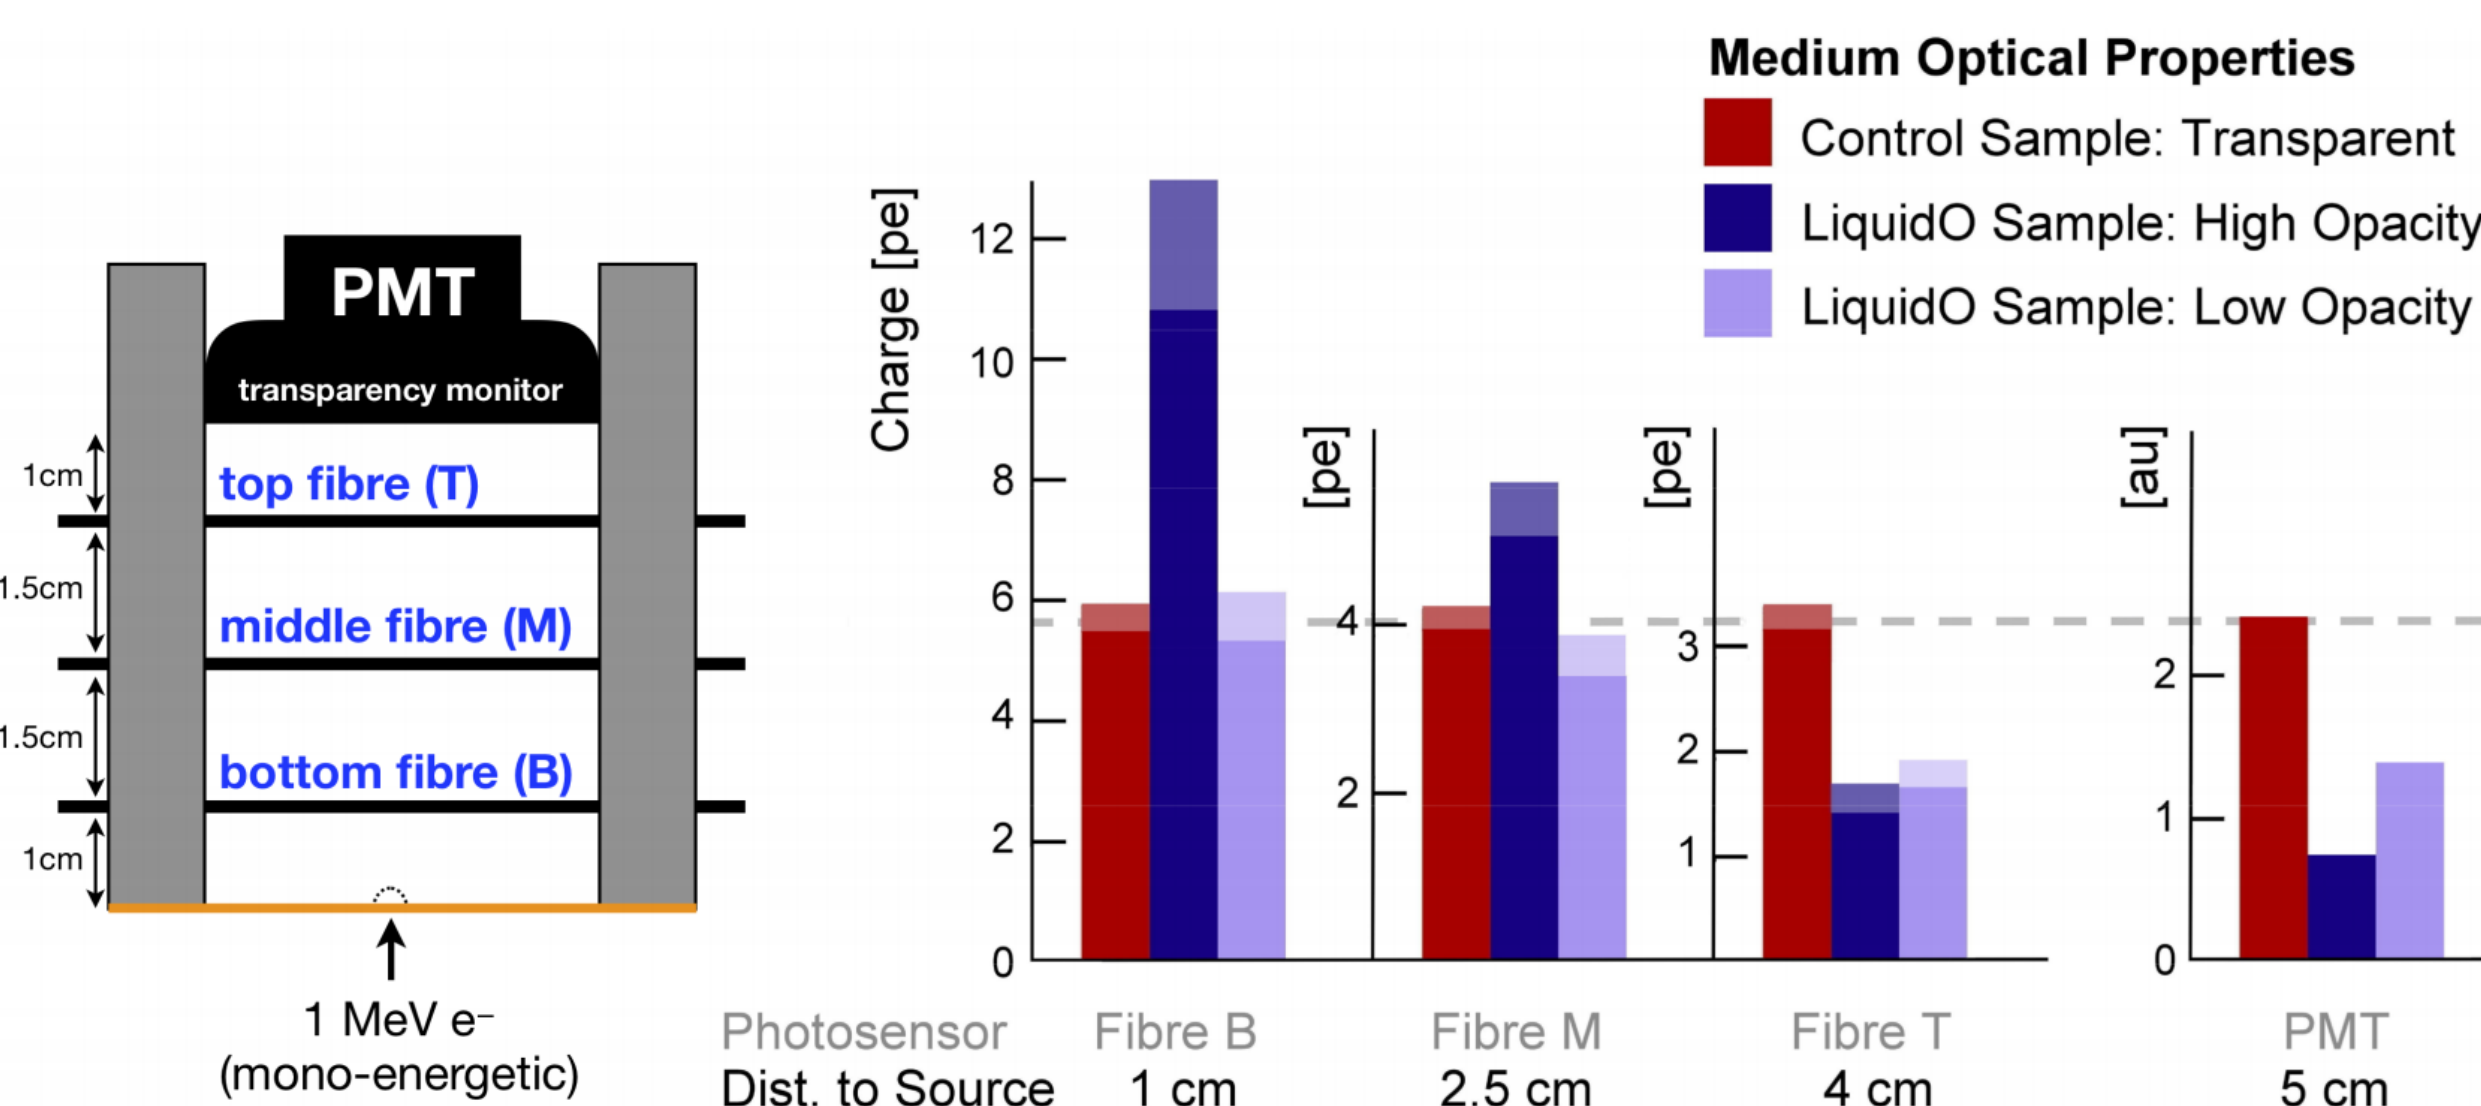 PMT
transparency monitor
1cm
top fibre (T)
1.5cm
middle fibre (M)
1.5cm
bottom fibre (B)
1cm
1 MeV e⁻
(mono-energetic)
Medium Optical Properties
Control Sample: Transparent
LiquidO Sample: High Opacity
LiquidO Sample: Low Opacity
Charge [pe]
12
10
8
6
4
2
0
[pe]
4
2
[pe]
3
2
1
[au]
2
1
0
Photosensor Fibre B Fibre M Fibre T PMT
Dist. to Source 1 cm 2.5 cm 4 cm 5 cm